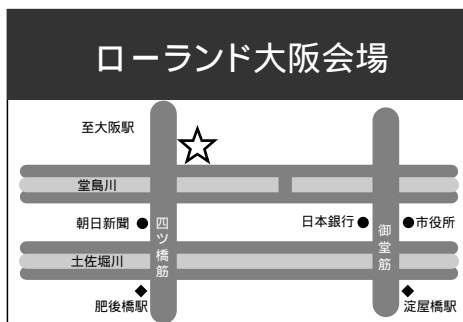 ローランド大阪会場
至大阪駅
堂島川
朝日新聞
四ツ橋筋
日本銀行
御堂筋
市役所
土佐堀川
肥後橋駅
淀屋橋駅